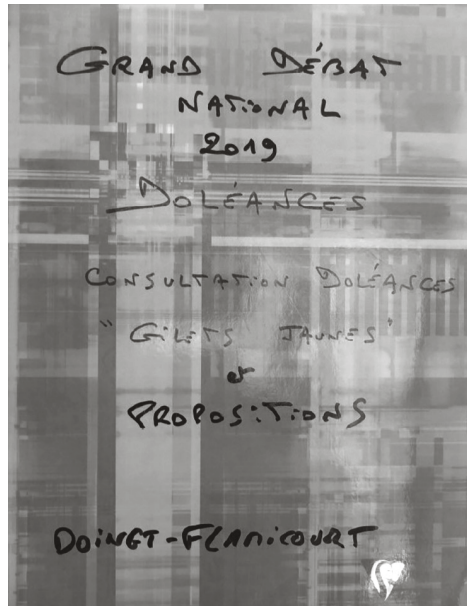 GRAND DÉBAT
NATIONAL
2019
DOLÉANCES
CONSULTATION DOLÉANCES
"GILETS JAUNES"
et
PROPOSITIONS
DOINGT-FLAMICOURT